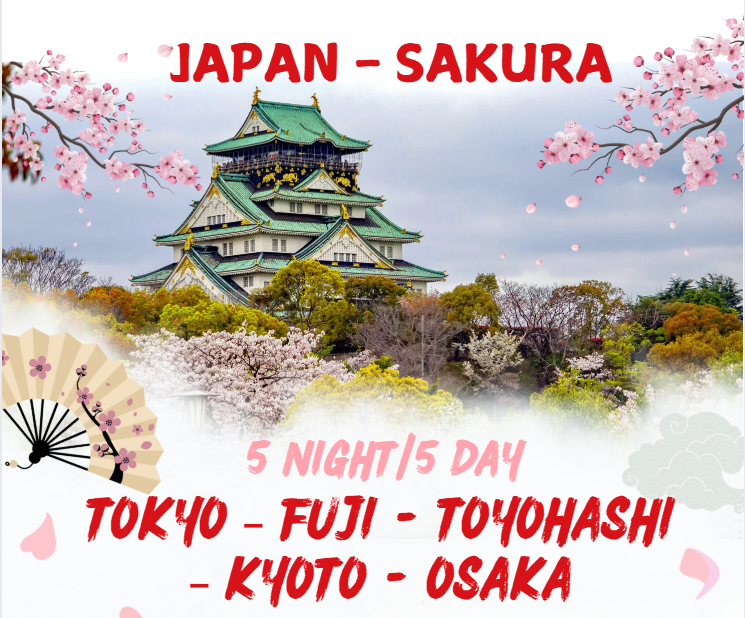 JAPAN – SAKURA
5 NIGHT/5 DAY
TOKYO – FUJI - TOYOHASHI
– KYOTO - OSAKA